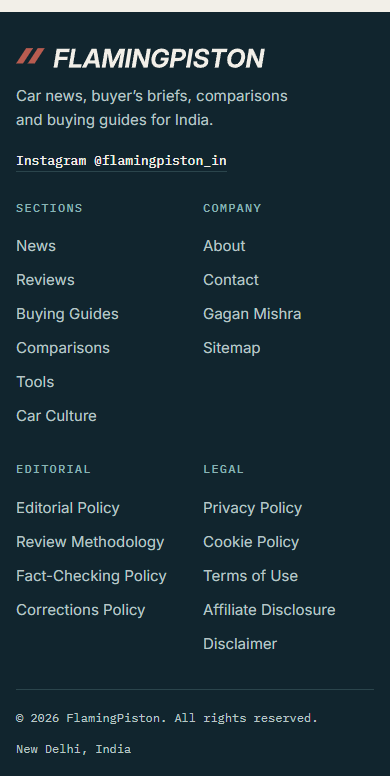 FLAMINGPISTON
Car news, buyer’s briefs, comparisons
and buying guides for India.
Instagram @flamingpiston_in
SECTIONS
News
Reviews
Buying Guides
Comparisons
Tools
Car Culture
COMPANY
About
Contact
Gagan Mishra
Sitemap
EDITORIAL
Editorial Policy
Review Methodology
Fact-Checking Policy
Corrections Policy
LEGAL
Privacy Policy
Cookie Policy
Terms of Use
Affiliate Disclosure
Disclaimer
© 2026 FlamingPiston. All rights reserved.
New Delhi, India